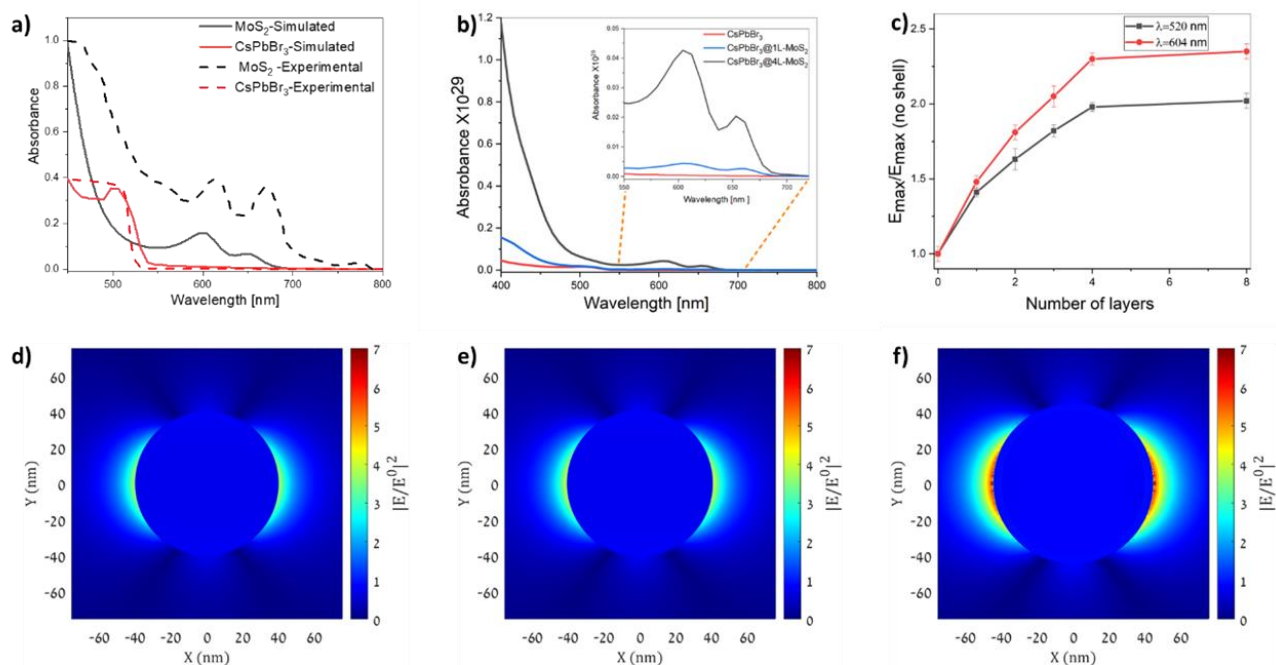 a)
MoS2-Simulated
CsPbBr3-Simulated
MoS2 -Experimental
CsPbBr3-Experimental
Absorbance
1.0
0.8
0.6
0.4
0.2
0.0
500
600
700
800
Wavelength [nm]
b)
CsPbBr3
CsPbBr3@1L-MoS2
CsPbBr3@4L-MoS2
Absorbance X10^29
0.05
0.04
0.03
0.02
0.01
0.00
550
600
650
700
Wavelength [nm]
Absrobance X10^29
1.2
1.0
0.8
0.6
0.4
0.2
0.0
400
500
600
700
800
Wavelength [nm]
c)
λ=520 nm
λ=604 nm
Emax/Emax (no shell)
2.5
2.0
1.5
1.0
0
2
4
6
8
Number of layers
d)
Y (nm)
60
40
20
0
-20
-40
-60
-60 -40 -20 0 20 40 60
X (nm)
7
6
5
4
3
2
1
0
|E/E^0|^2
e)
Y (nm)
60
40
20
0
-20
-40
-60
-60 -40 -20 0 20 40 60
X (nm)
7
6
5
4
3
2
1
0
|E/E^0|^2
f)
Y (nm)
60
40
20
0
-20
-40
-60
-60 -40 -20 0 20 40 60
X (nm)
7
6
5
4
3
2
1
0
|E/E^0|^2